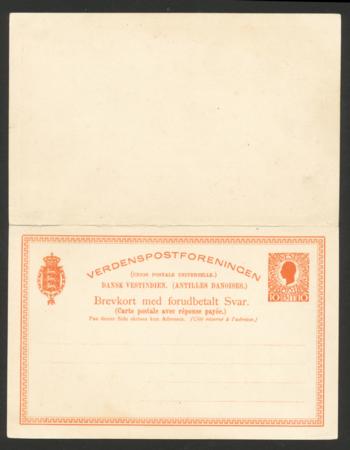 VERDENSPOSTFORENINGEN
(UNION POSTALE UNIVERSELLE.)
DANSK VESTINDIEN. (ANTILLES DANOISES.)
Brevkort med forudbetalt Svar.
(Carte postale avec réponse payée.)
Paa denne Side skrives kun Adressen. (Côté réservé à l'adresse.)
10 BIT 10